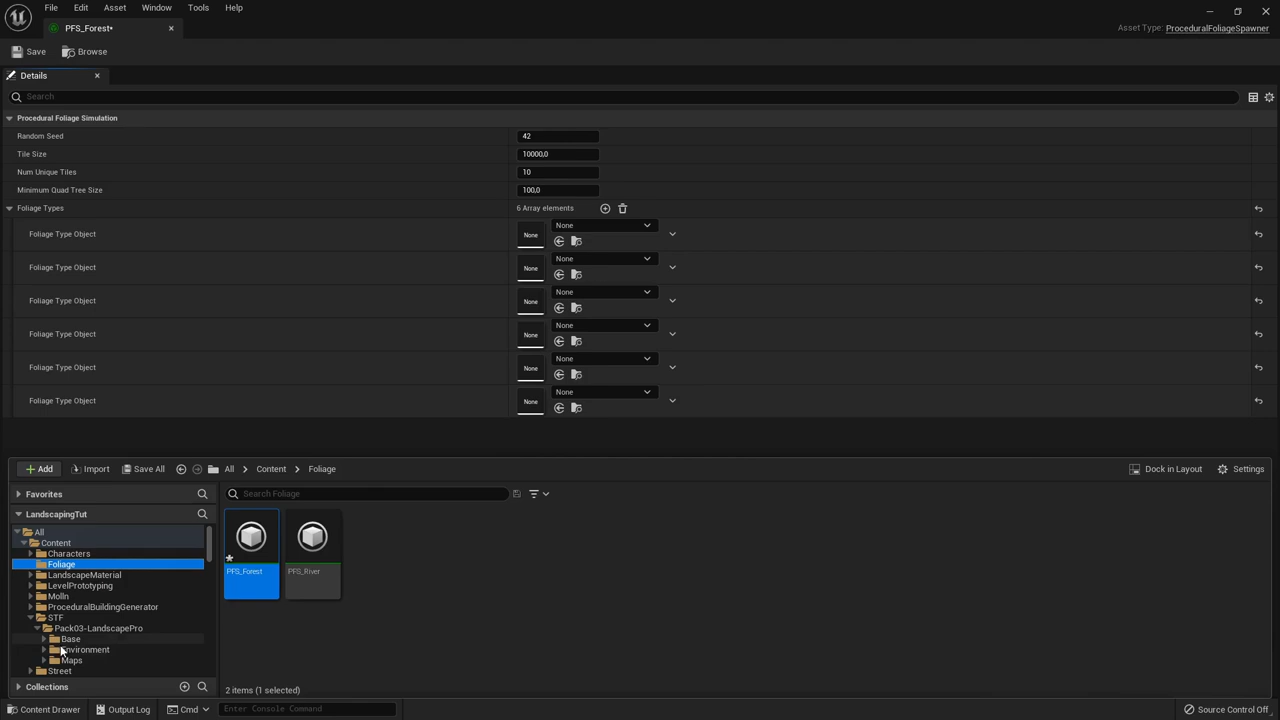 File Edit Asset Window Tools Help
PFS_Forest*
Asset Type: ProceduralFoliageSpawner
Save Browse
Details
Search
Procedural Foliage Simulation
Random Seed 42
Tile Size 10000,0
Num Unique Tiles 10
Minimum Quad Tree Size 100,0
Foliage Types 6 Array elements
Foliage Type Object None None
Foliage Type Object None None
Foliage Type Object None None
Foliage Type Object None None
Foliage Type Object None None
Foliage Type Object None None
Add Import Save All All Content Foliage Dock in Layout Settings
Favorites Search Foliage
LandscapingTut
All
Content
Characters
Foliage
LandscapeMaterial
LevelPrototyping
Molln
ProceduralBuildingGenerator
STF
Pack03-LandscapePro
Base
Environment
Maps
Street
PFS_Forest PFS_River
Collections 2 items (1 selected)
Content Drawer Output Log Cmd Enter Console Command Source Control Off